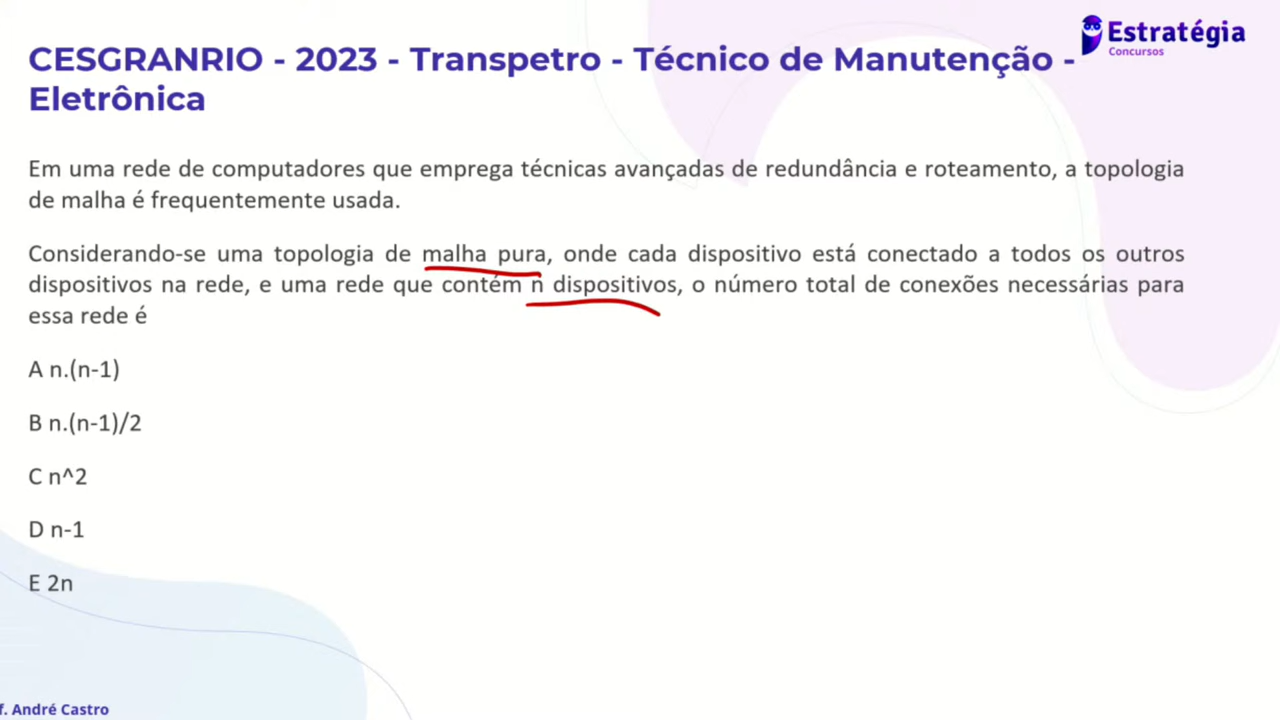 Estratégia
Concursos
CESGRANRIO - 2023 - Transpetro - Técnico de Manutenção -
Eletrônica
Em uma rede de computadores que emprega técnicas avançadas de redundância e roteamento, a topologia
de malha é frequentemente usada.
Considerando-se uma topologia de malha pura, onde cada dispositivo está conectado a todos os outros
dispositivos na rede, e uma rede que contém n dispositivos, o número total de conexões necessárias para
essa rede é
A n.(n-1)
B n.(n-1)/2
C n^2
D n-1
E 2n
f. André Castro